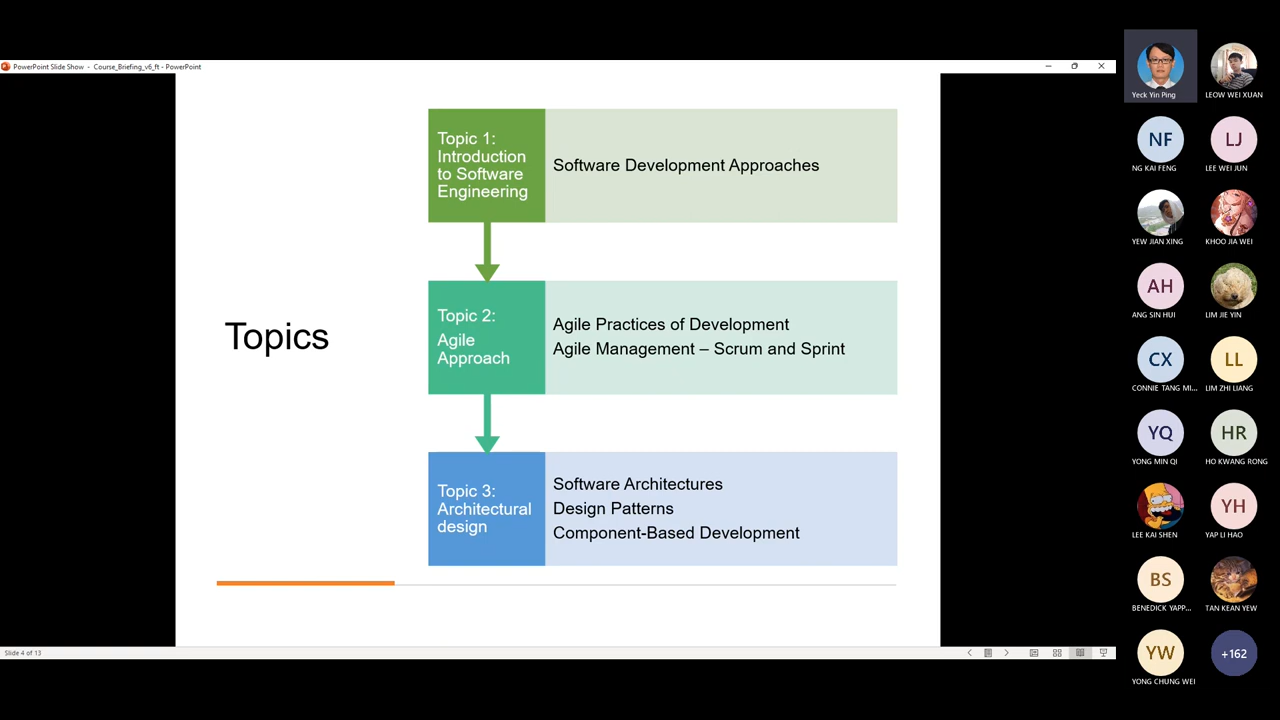 PowerPoint Slide Show - Course_Briefing_v6_ft - PowerPoint
Topics
Topic 1:
Introduction
to Software
Engineering
Software Development Approaches
Topic 2:
Agile
Approach
Agile Practices of Development
Agile Management – Scrum and Sprint
Topic 3:
Architectural
design
Software Architectures
Design Patterns
Component-Based Development
Slide 4 of 13
Yeck Yin Ping
LEOW WEI XUAN
NF
NG KAI FENG
LJ
LEE WEI JUN
YEW JIAN XING
KHOO JIA WEI
AH
ANG SIN HUI
LIM JIE YIN
CX
CONNIE TANG MI...
LL
LIM ZHI LIANG
YQ
YONG MIN QI
HR
HO KWANG RONG
LEE KAI SHEN
YH
YAP LI HAO
BS
BENEDICK YAPP...
TAN KEAN YEW
YW
YONG CHUNG WEI
+162